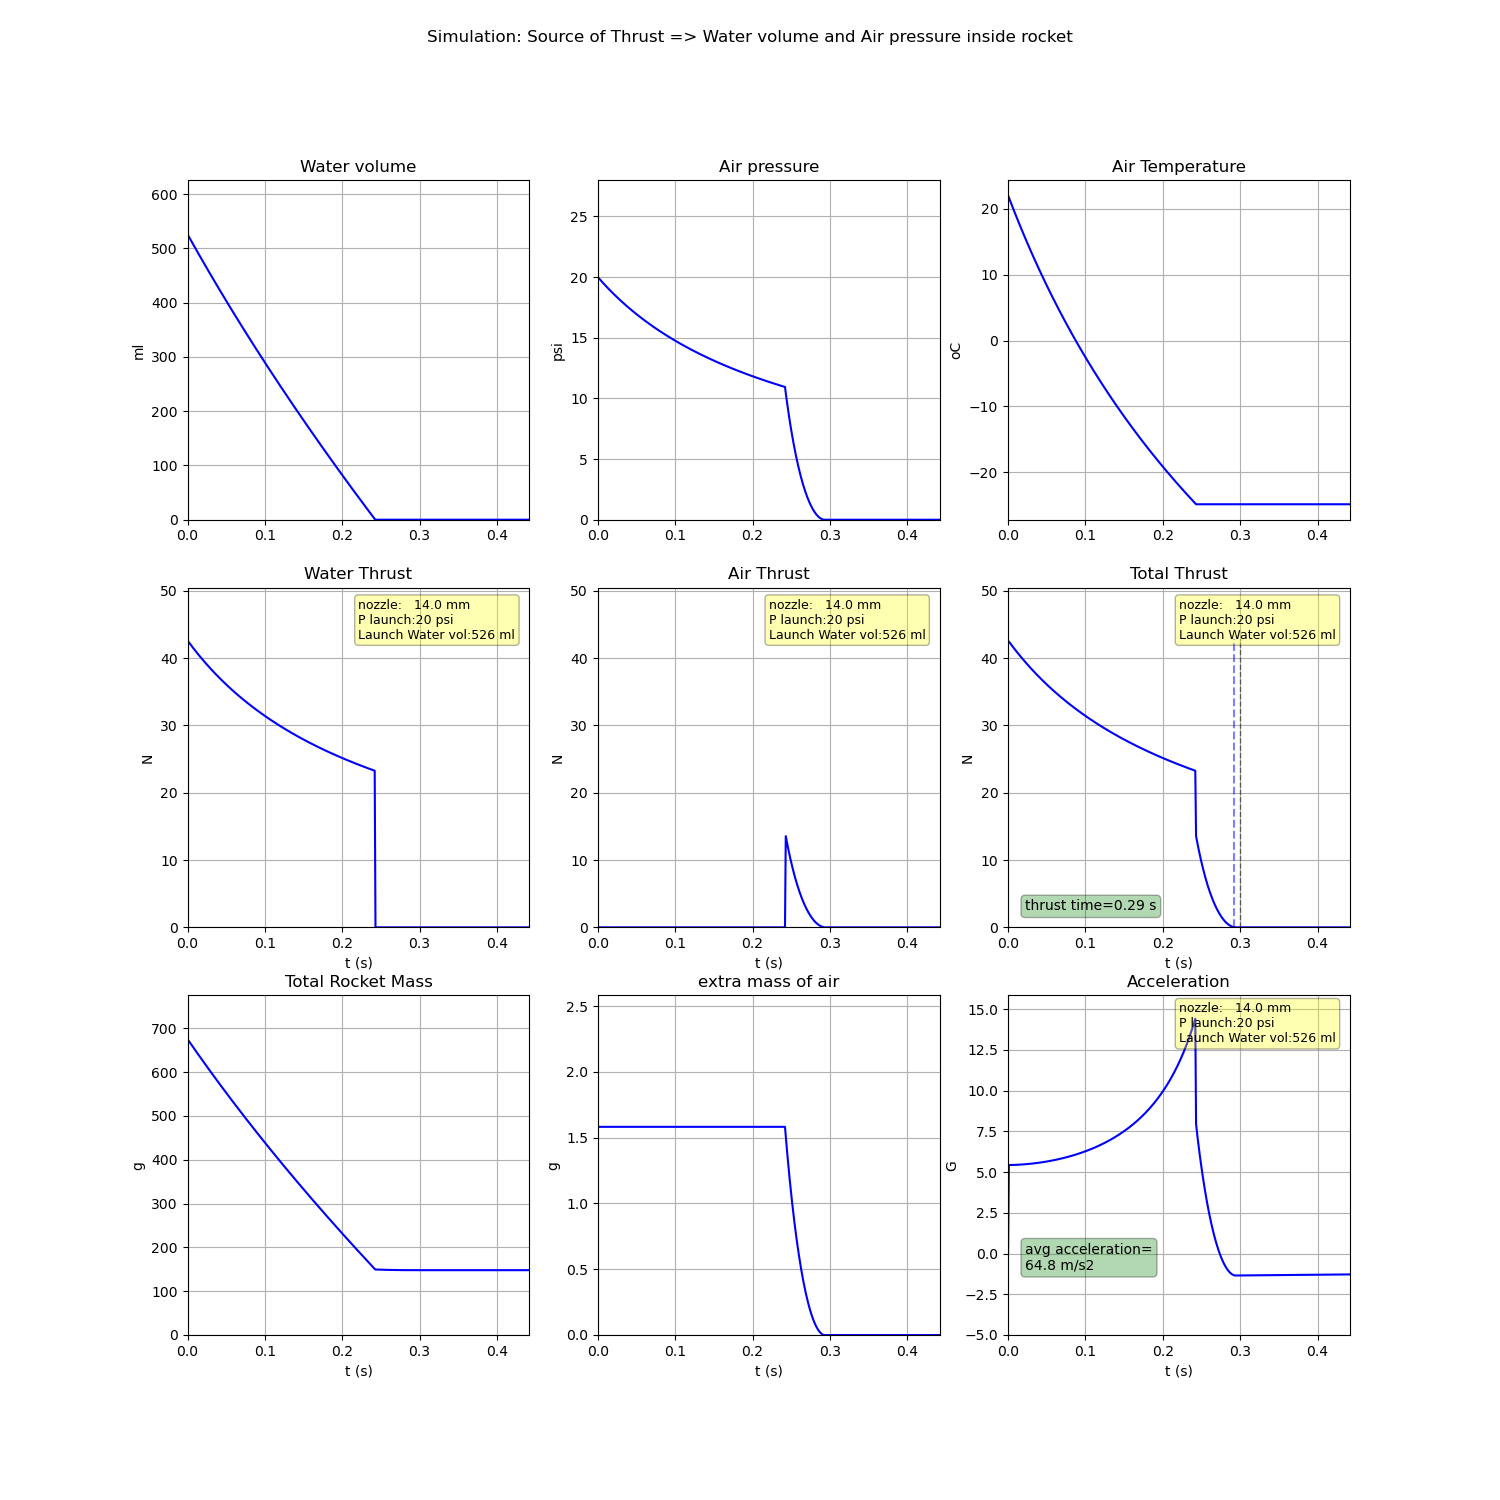 Simulation: Source of Thrust => Water volume and Air pressure inside rocket
Water volume
600
500
400
300
200
100
0
ml
0.0 0.1 0.2 0.3 0.4
Air pressure
25
20
15
10
5
0
psi
0.0 0.1 0.2 0.3 0.4
Air Temperature
20
10
0
−10
−20
oC
0.0 0.1 0.2 0.3 0.4
Water Thrust
50
40
30
20
10
0
N
nozzle: 14.0 mm
P launch:20 psi
Launch Water vol:526 ml
0.0 0.1 0.2 0.3 0.4
t (s)
Air Thrust
50
40
30
20
10
0
N
nozzle: 14.0 mm
P launch:20 psi
Launch Water vol:526 ml
0.0 0.1 0.2 0.3 0.4
t (s)
Total Thrust
50
40
30
20
10
0
N
nozzle: 14.0 mm
P launch:20 psi
Launch Water vol:526 ml
thrust time=0.29 s
0.0 0.1 0.2 0.3 0.4
t (s)
Total Rocket Mass
700
600
500
400
300
200
100
0
g
0.0 0.1 0.2 0.3 0.4
t (s)
extra mass of air
2.5
2.0
1.5
1.0
0.5
0.0
g
0.0 0.1 0.2 0.3 0.4
t (s)
Acceleration
15.0
12.5
10.0
7.5
5.0
2.5
0.0
−2.5
−5.0
G
nozzle: 14.0 mm
P launch:20 psi
Launch Water vol:526 ml
avg acceleration=
64.8 m/s2
0.0 0.1 0.2 0.3 0.4
t (s)